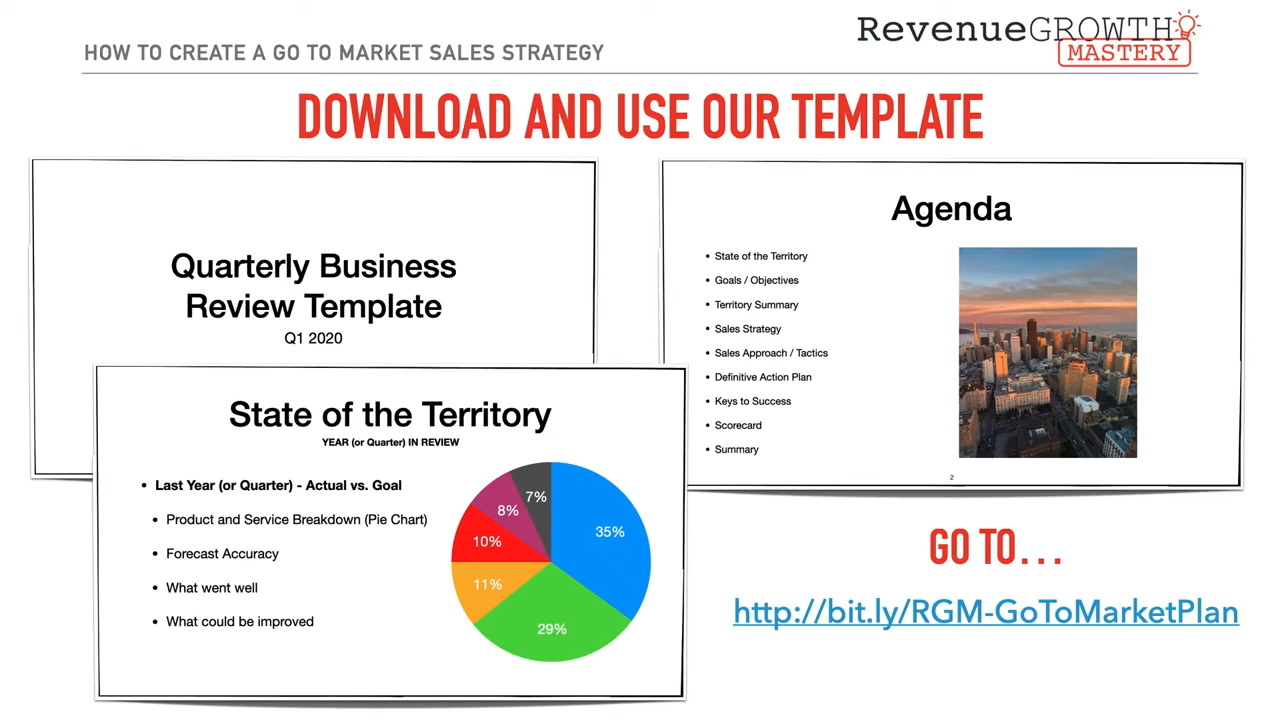 HOW TO CREATE A GO TO MARKET SALES STRATEGY
RevenueGROWTH
MASTERY
DOWNLOAD AND USE OUR TEMPLATE
Quarterly Business
Review Template
Q1 2020
Agenda
• State of the Territory
• Goals / Objectives
• Territory Summary
• Sales Strategy
• Sales Approach / Tactics
• Definitive Action Plan
• Keys to Success
• Scorecard
• Summary
2
State of the Territory
YEAR (or Quarter) IN REVIEW
• Last Year (or Quarter) - Actual vs. Goal
• Product and Service Breakdown (Pie Chart)
• Forecast Accuracy
• What went well
• What could be improved
7%
8%
10%
11%
29%
35%
GO TO...
http://bit.ly/RGM-GoToMarketPlan